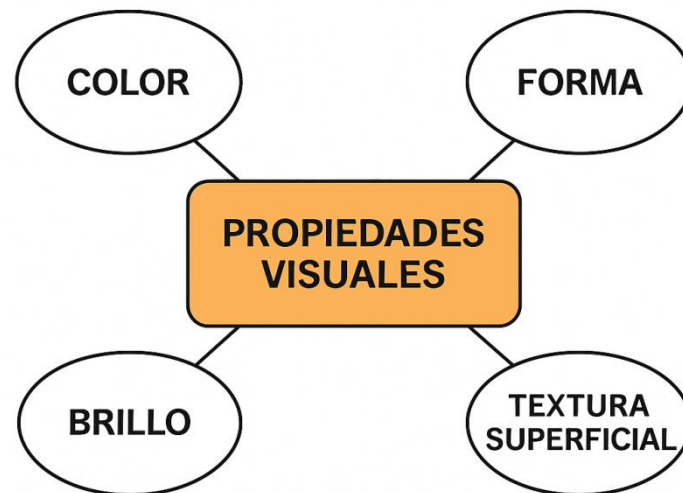 COLOR
FORMA
PROPIEDADES
VISUALES
BRILLO
TEXTURA
SUPERFICIAL